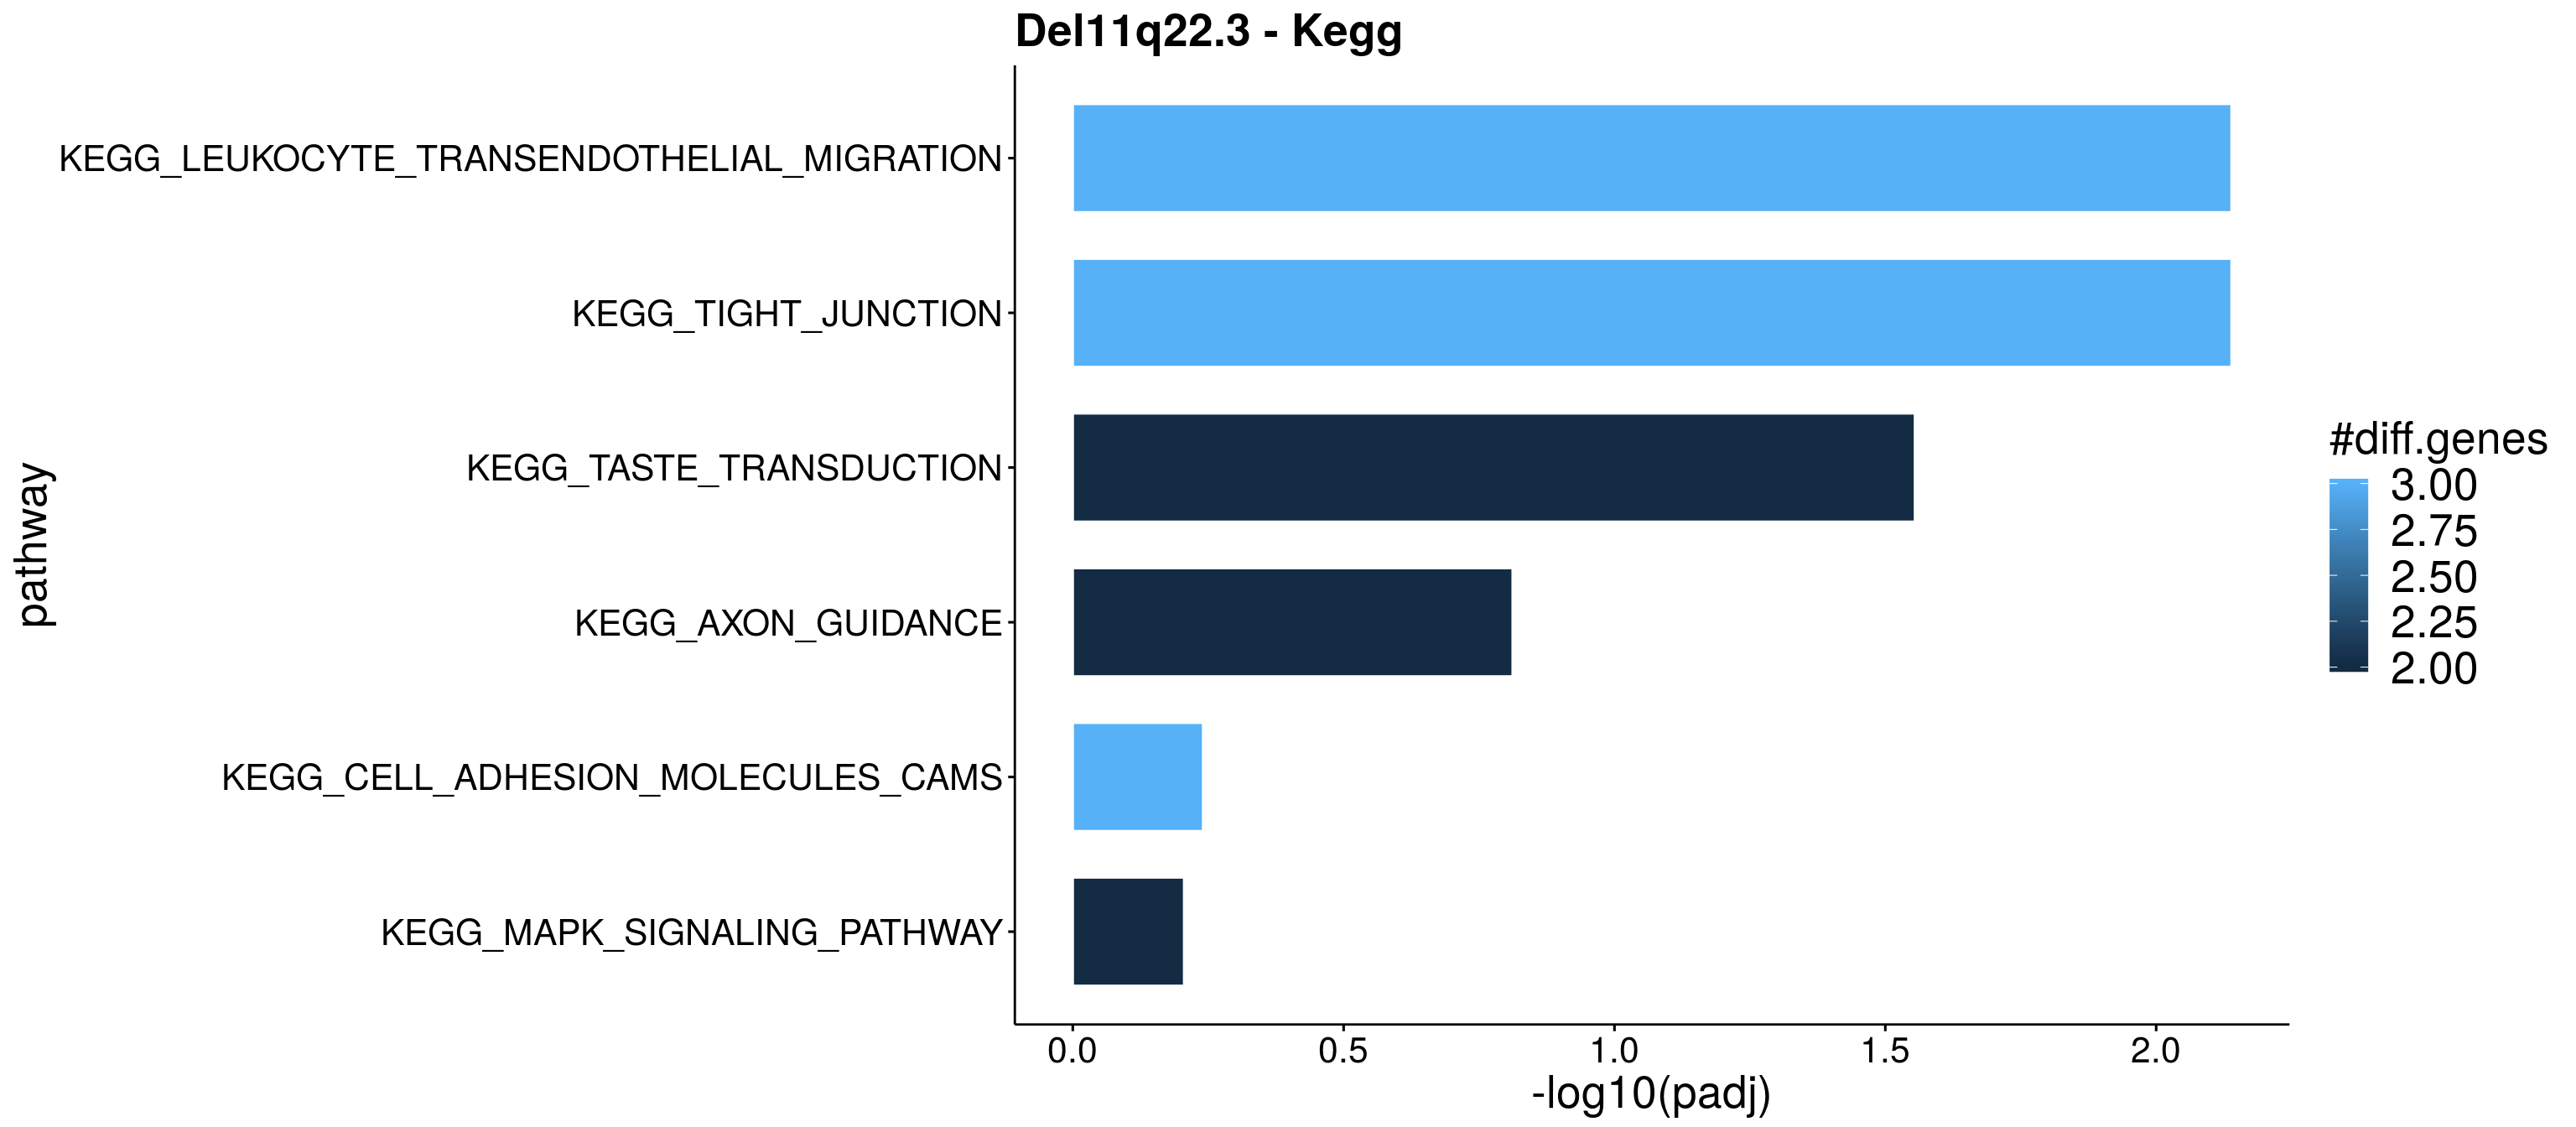 Del11q22.3 - Kegg
pathway
KEGG_LEUKOCYTE_TRANSENDOTHELIAL_MIGRATION
KEGG_TIGHT_JUNCTION
KEGG_TASTE_TRANSDUCTION
KEGG_AXON_GUIDANCE
KEGG_CELL_ADHESION_MOLECULES_CAMS
KEGG_MAPK_SIGNALING_PATHWAY
0.0 0.5 1.0 1.5 2.0
-log10(padj)
#diff.genes
3.00
2.75
2.50
2.25
2.00